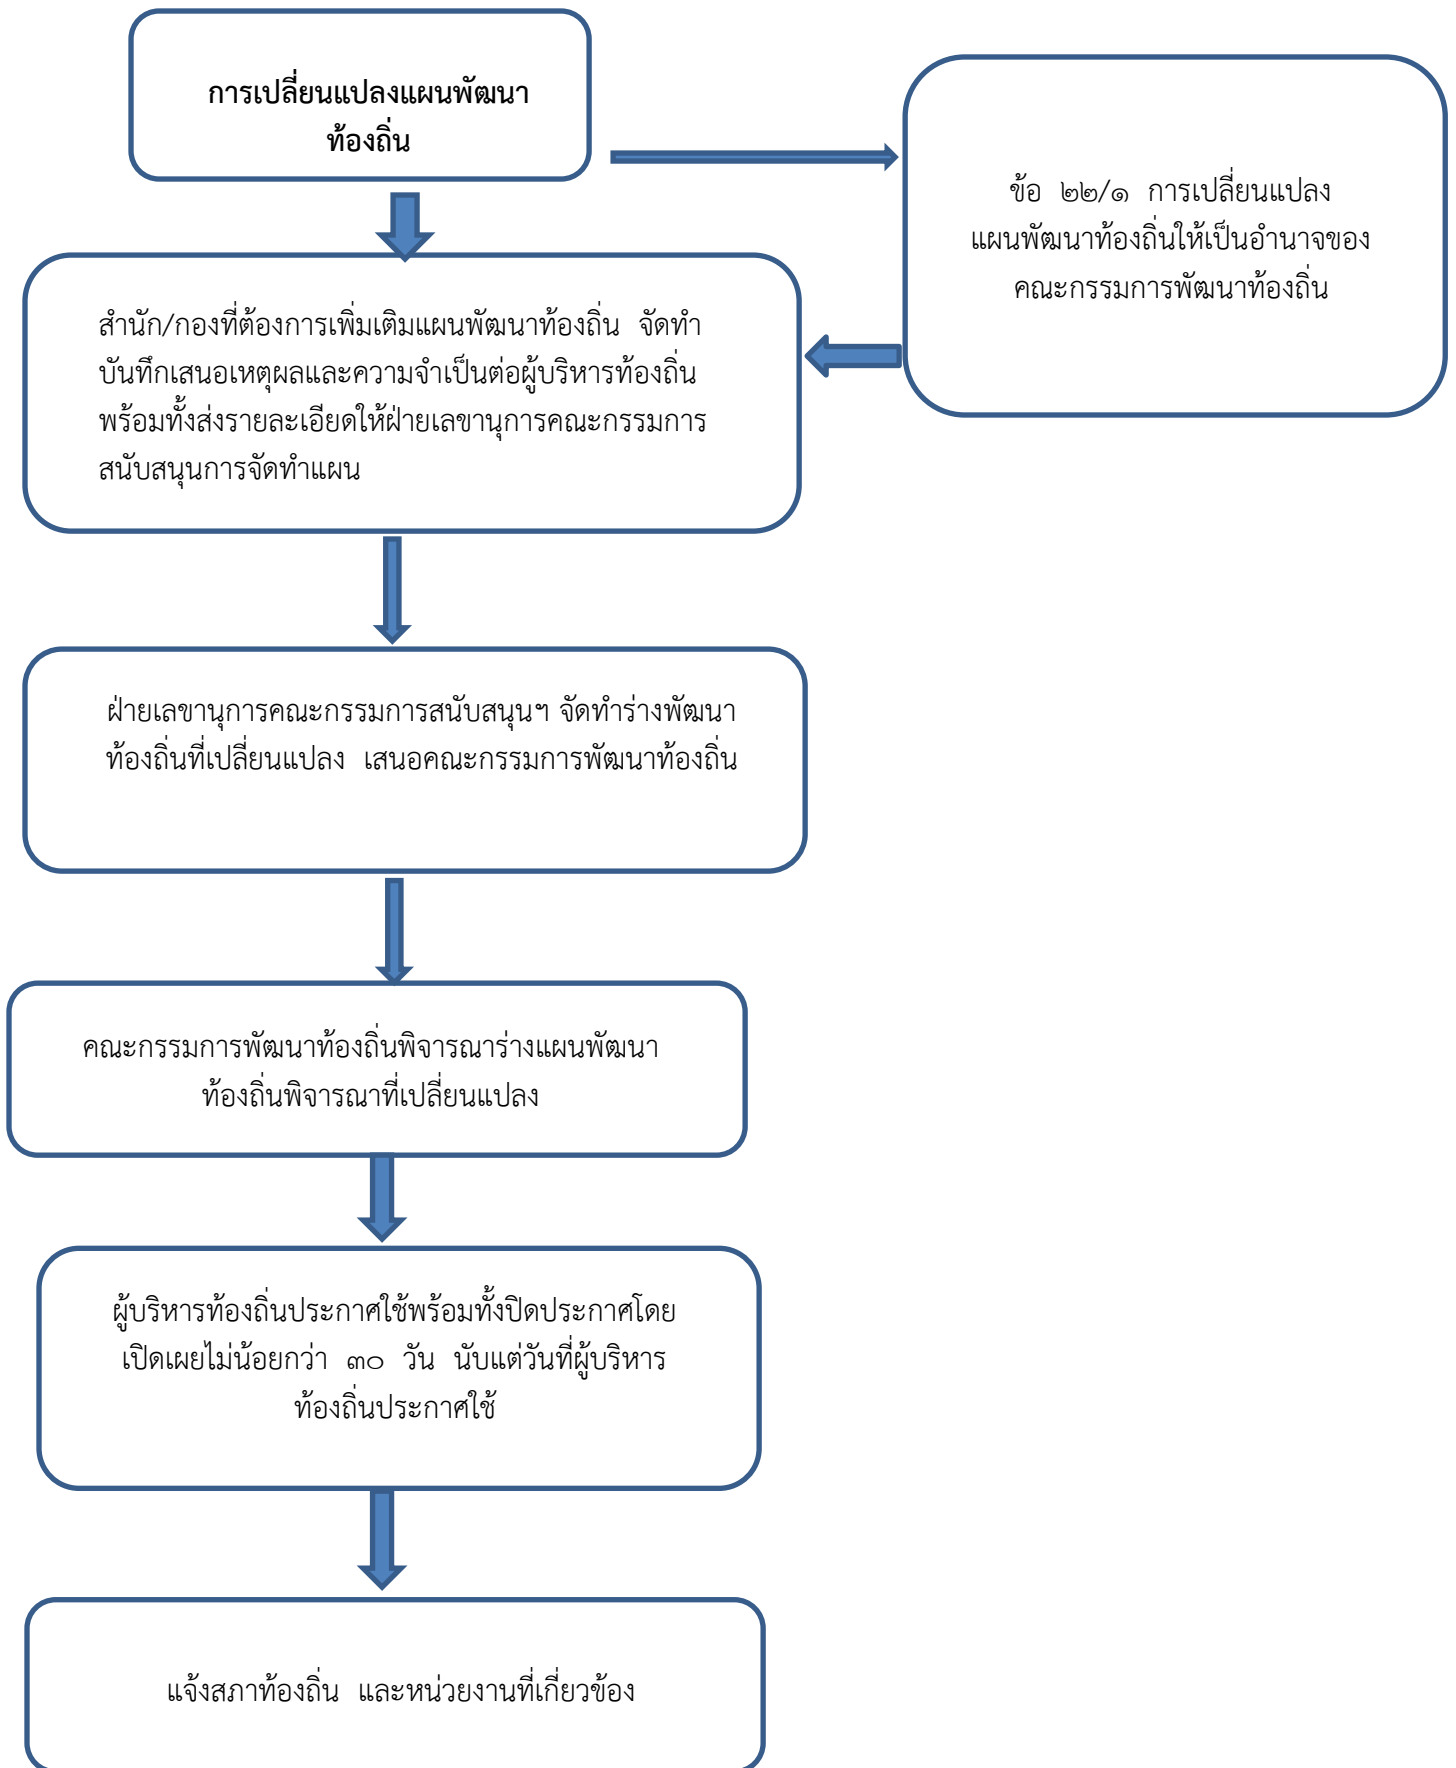 การเปลี่ยนแปลงแผนพัฒนา
ท้องถิ่น
ข้อ ๒๒/๑ การเปลี่ยนแปลง
แผนพัฒนาท้องถิ่นให้เป็นอำนาจของ
คณะกรรมการพัฒนาท้องถิ่น
สำนัก/กองที่ต้องการเพิ่มเติมแผนพัฒนาท้องถิ่น จัดทำ
บันทึกเสนอเหตุผลและความจำเป็นต่อผู้บริหารท้องถิ่น
พร้อมทั้งส่งรายละเอียดให้ฝ่ายเลขานุการคณะกรรมการ
สนับสนุนการจัดทำแผน
ฝ่ายเลขานุการคณะกรรมการสนับสนุนฯ จัดทำร่างพัฒนา
ท้องถิ่นที่เปลี่ยนแปลง เสนอคณะกรรมการพัฒนาท้องถิ่น
คณะกรรมการพัฒนาท้องถิ่นพิจารณาร่างแผนพัฒนา
ท้องถิ่นพิจารณาที่เปลี่ยนแปลง
ผู้บริหารท้องถิ่นประกาศใช้พร้อมทั้งปิดประกาศโดย
เปิดเผยไม่น้อยกว่า ๓๐ วัน นับแต่วันที่ผู้บริหาร
ท้องถิ่นประกาศใช้
แจ้งสภาท้องถิ่น และหน่วยงานที่เกี่ยวข้อง